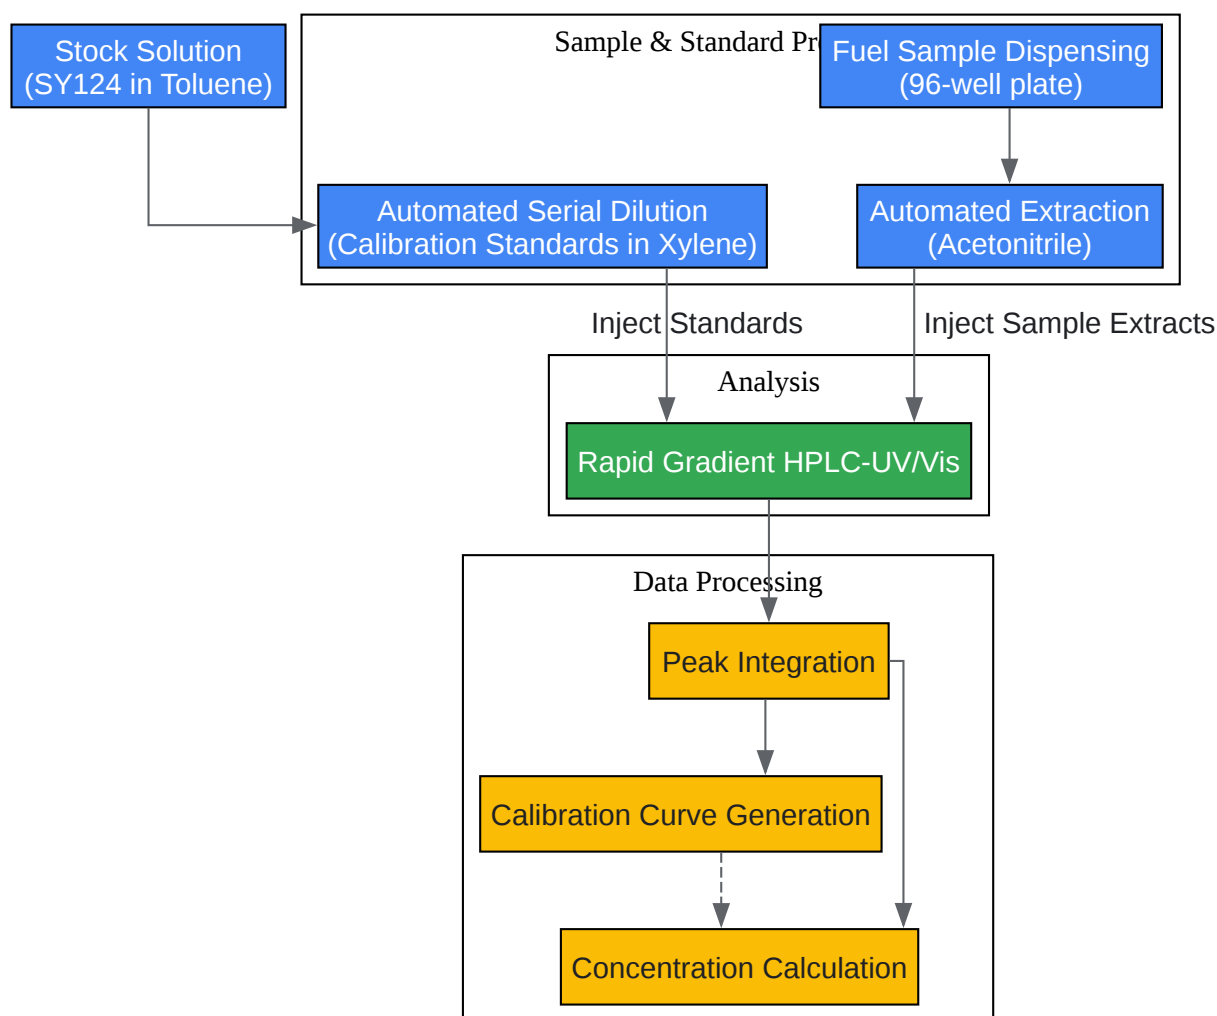 Stock Solution
(SY124 in Toluene)
Sample & Standard Pr
Fuel Sample Dispensing
(96-well plate)
Automated Serial Dilution
(Calibration Standards in Xylene)
Automated Extraction
(Acetonitrile)
Inject Standards
Inject Sample Extracts
Analysis
Rapid Gradient HPLC-UV/Vis
Data Processing
Peak Integration
Calibration Curve Generation
Concentration Calculation